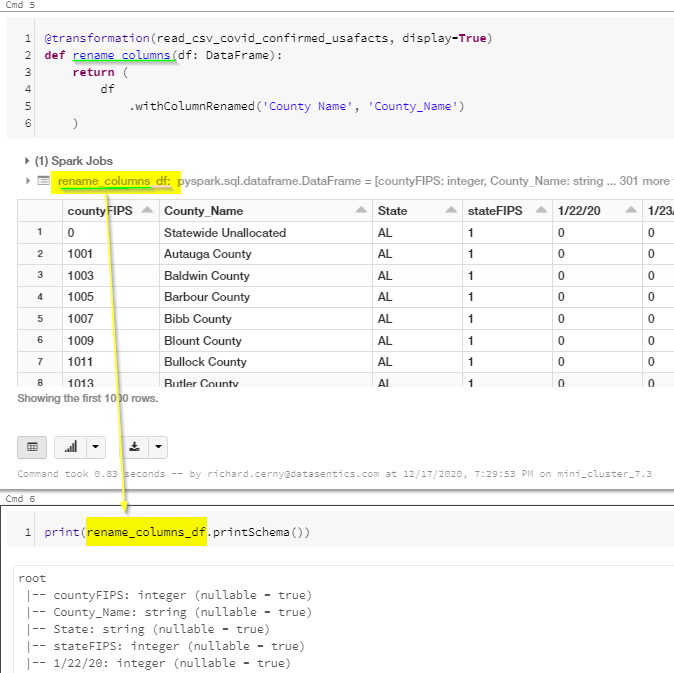 Cmd 5
1 @transformation(read_csv_covid_confirmed_usafacts, display=True)
2 def rename_columns(df: DataFrame):
3 return (
4 df
5 .withColumnRenamed('County Name', 'County_Name')
6 )
(1) Spark Jobs
rename_columns_df: pyspark.sql.dataframe.DataFrame = [countyFIPS: integer, County_Name: string ... 301 more
countyFIPS County_Name State stateFIPS 1/22/20 1/23/
1 0 Statewide Unallocated AL 1 0 0
2 1001 Autauga County AL 1 0 0
3 1003 Baldwin County AL 1 0 0
4 1005 Barbour County AL 1 0 0
5 1007 Bibb County AL 1 0 0
6 1009 Blount County AL 1 0 0
7 1011 Bullock County AL 1 0 0
8 1013 Butler County AL 1 0 0
Showing the first 1000 rows.
Command took 0.83 seconds -- by richard.cerny@datasentics.com at 12/17/2020, 7:29:53 PM on mini_cluster_7.3
Cmd 6
1 print(rename_columns_df.printSchema())
root
|-- countyFIPS: integer (nullable = true)
|-- County_Name: string (nullable = true)
|-- State: string (nullable = true)
|-- stateFIPS: integer (nullable = true)
|-- 1/22/20: integer (nullable = true)